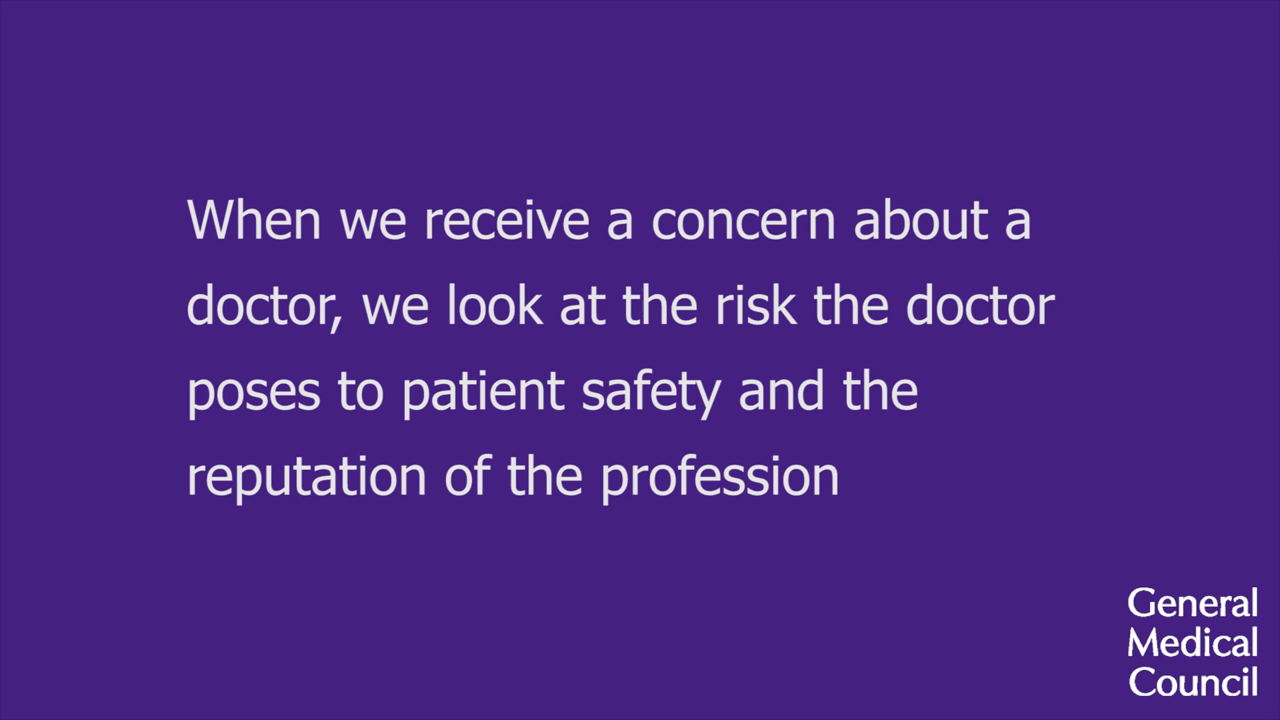 When we receive a concern about a
doctor, we look at the risk the doctor
poses to patient safety and the
reputation of the profession
General
Medical
Council